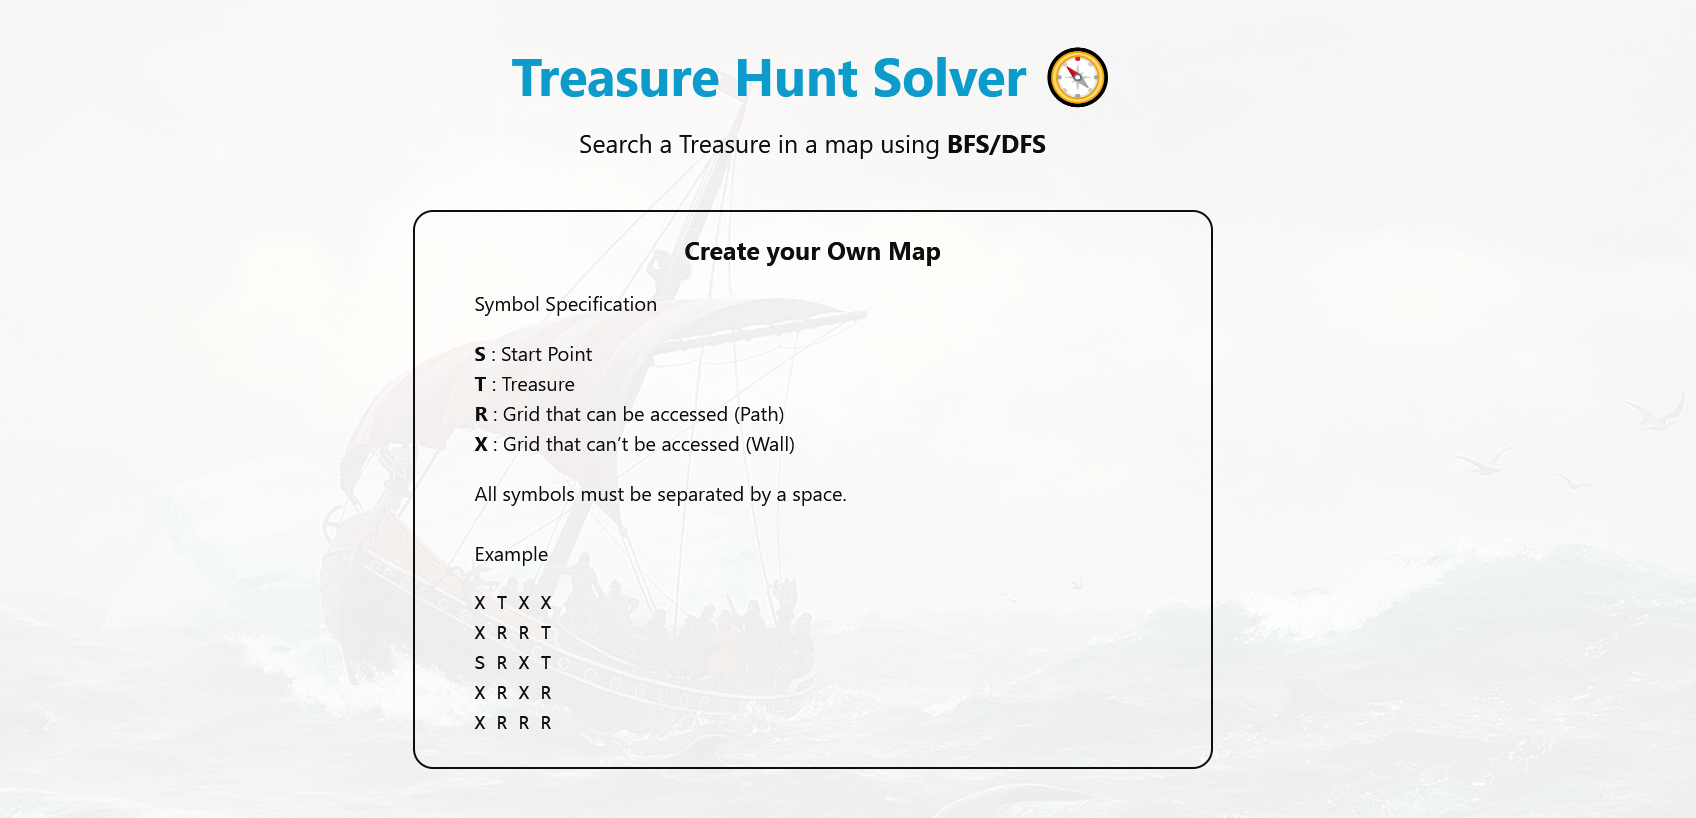 Treasure Hunt Solver
Search a Treasure in a map using BFS/DFS
Create your Own Map
Symbol Specification
S : Start Point
T : Treasure
R : Grid that can be accessed (Path)
X : Grid that can’t be accessed (Wall)
All symbols must be separated by a space.
Example
X T X X
X R R T
S R X T
X R X R
X R R R